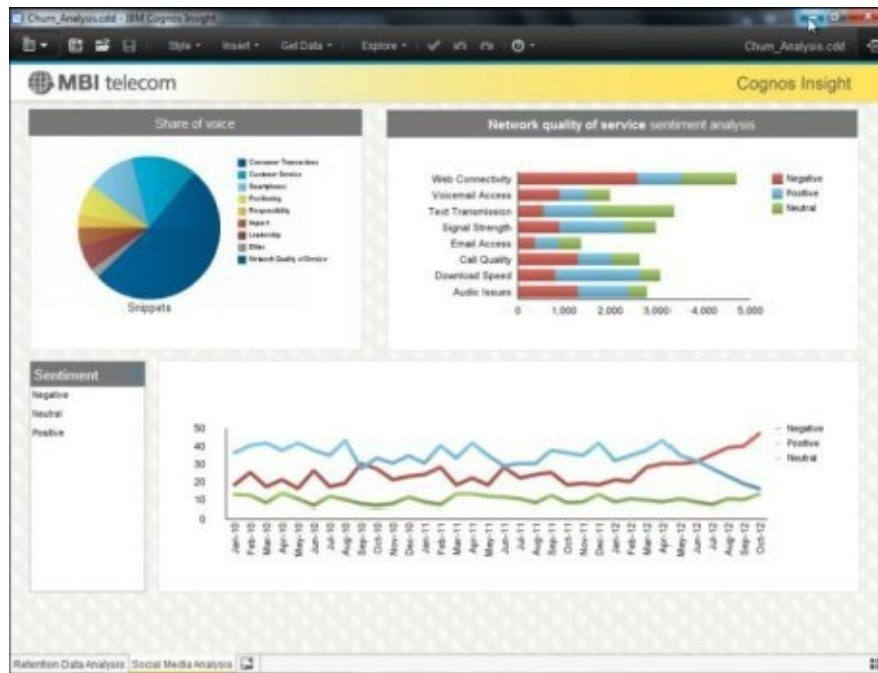 Churn_Analysis.cdd - IBM Cognos Insight
Style Insert Get Data Explore Churn_Analysis.cdd
MBI telecom Cognos Insight
Share of voice
Consumer Transactions
Customer Service
Smartphones
Positioning
Responsibility
Impact
Leadership
Network Quality of Service
Snippets
Network quality of service sentiment analysis
Web Connectivity
Voicemail Access
Text Transmission
Signal Strength
Email Access
Call Quality
Download Speed
Audio Issues
0 1,000 2,000 3,000 4,000 5,000
Negative
Positive
Neutral
Sentiment
Negative
Neutral
Positive
50
40
30
20
10
0
Jan-10 Feb-10 Mar-10 Apr-10 May-10 Jun-10 Jul-10 Aug-10 Sep-10 Oct-10 Nov-10 Dec-10 Jan-11 Feb-11 Mar-11 Apr-11 May-11 Jun-11 Jul-11 Aug-11 Sep-11 Oct-11 Nov-11 Dec-11 Jan-12 Feb-12 Mar-12 Apr-12 May-12 Jun-12 Jul-12 Aug-12 Sep-12 Oct-12
Negative
Positive
Neutral
Retention Data Analysis Social Media Analysis